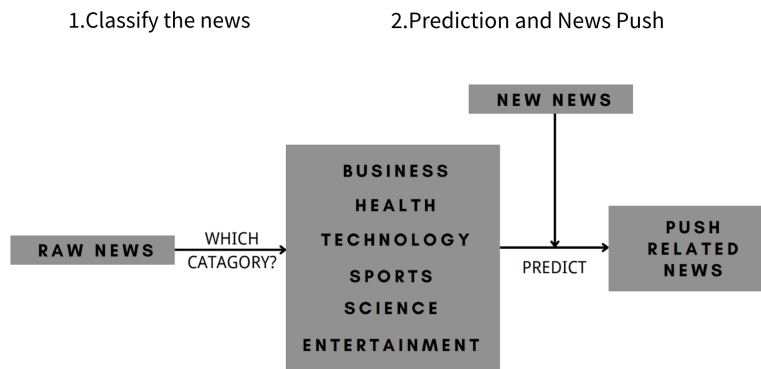 1.Classify the news
2.Prediction and News Push
NEW NEWS
RAW NEWS
WHICH
CATAGORY?
BUSINESS
HEALTH
TECHNOLOGY
SPORTS
SCIENCE
ENTERTAINMENT
PREDICT
PUSH
RELATED
NEWS